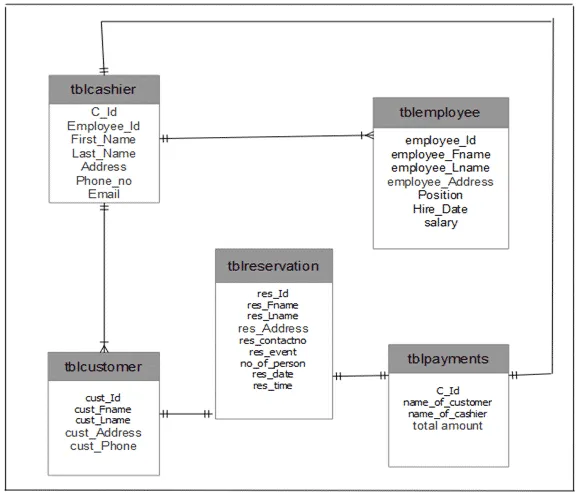 tblcashier
C_Id
Employee_Id
First_Name
Last_Name
Address
Phone_no
Email
tblemployee
employee_Id
employee_Fname
employee_Lname
employee_Address
Position
Hire_Date
salary
tblreservation
res_Id
res_Fname
res_Lname
res_Address
res_contactno
res_event
no_of_person
res_date
res_time
tblcustomer
cust_Id
cust_Fname
cust_Lname
cust_Address
cust_Phone
tblpayments
C_Id
name_of_customer
name_of_cashier
total amount